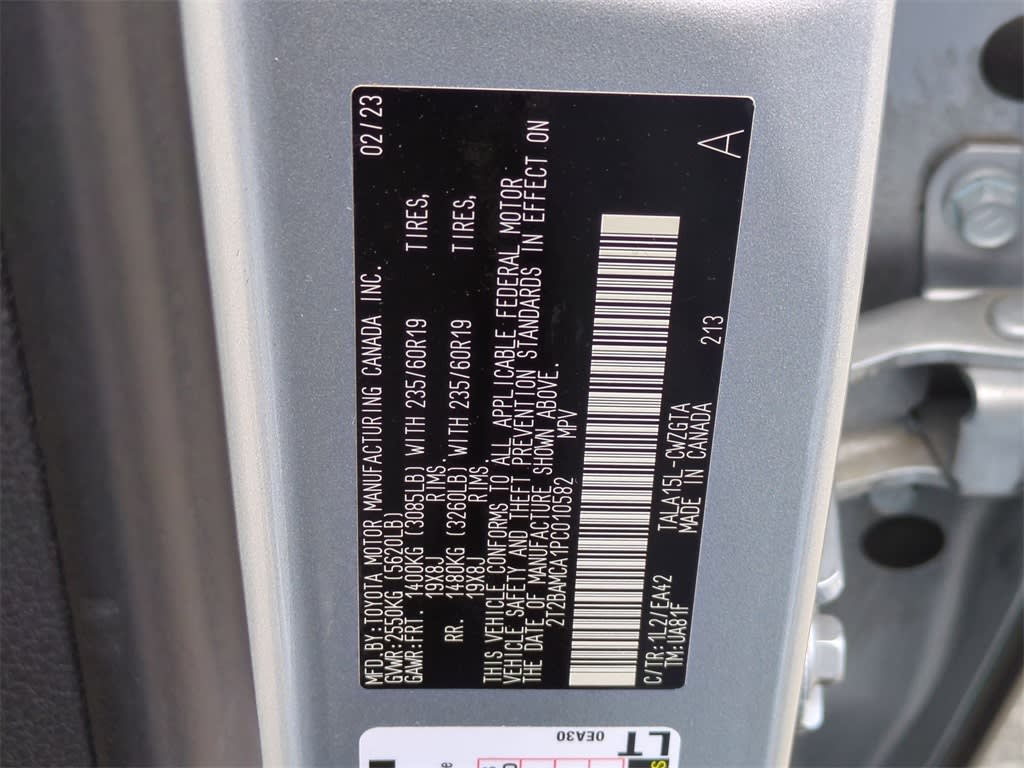 MFD.BY:TOYOTA MOTOR MANUFACTURING CANADA INC. 02/23
GVWR:2550KG (5620LB)
GAWR:FRT. 1400KG (3085LB) WITH 235/60R19 TIRES,
19X8J RIMS.
RR. 1480KG (3260LB) WITH 235/60R19 TIRES,
19X8J RIMS.
THIS VEHICLE CONFORMS TO ALL APPLICABLE FEDERAL MOTOR
VEHICLE SAFETY AND THEFT PREVENTION STANDARDS IN EFFECT ON
THE DATE OF MANUFACTURE SHOWN ABOVE.
2T2BAMCA1PC010582 MPV
C/TR:1L2/EA42 TALA15L-CWZGTA 213 A
TM:UA81F MADE IN CANADA
0EA30
LT